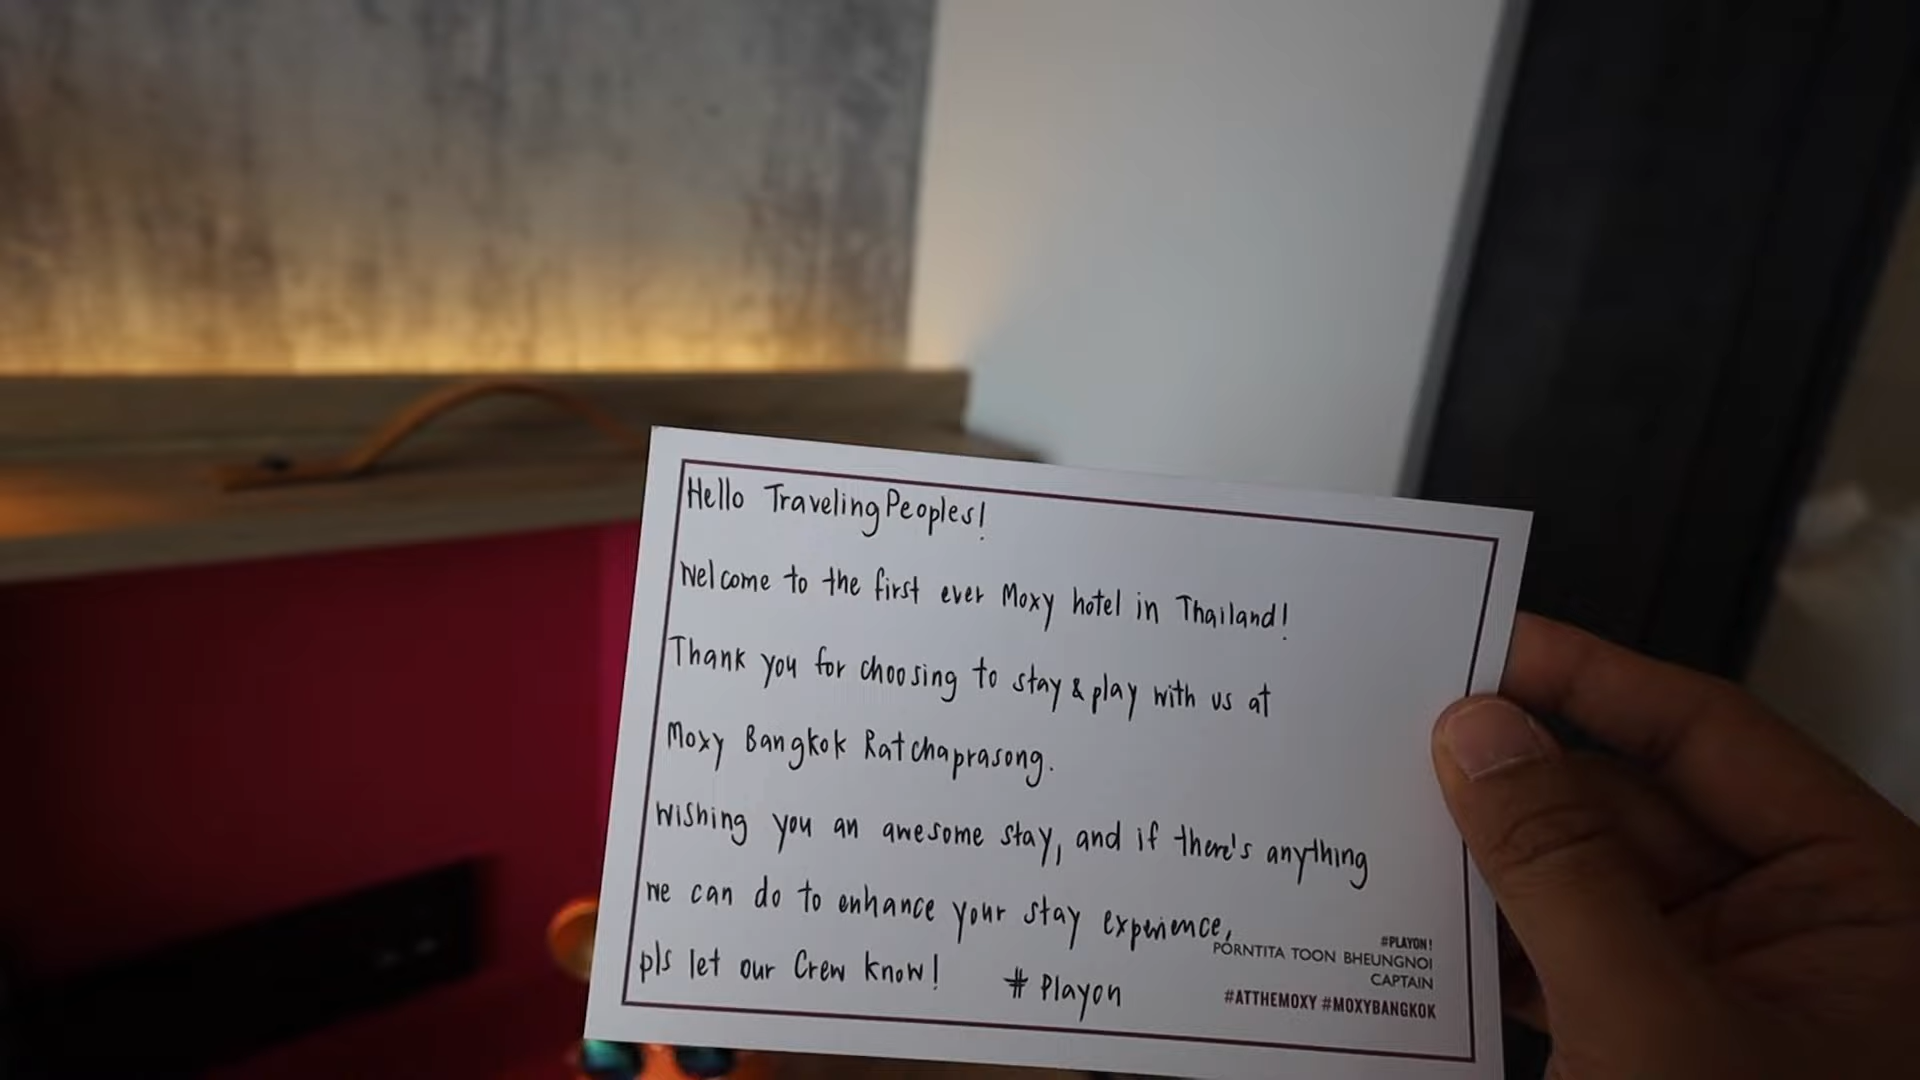 Hello TravelingPeoples!
Welcome to the first ever Moxy hotel in Thailand!
Thank you for choosing to stay & play with us at
Moxy Bangkok Ratchaprasong.
Wishing you an awesome stay, and if there's anything
we can do to enhance your stay experience,
pls let our Crew know! # Playon
#PLAYON!
PORNTITA TOON BHEUNGNOI
CAPTAIN
#ATTHEMOXY #MOXYBANGKOK